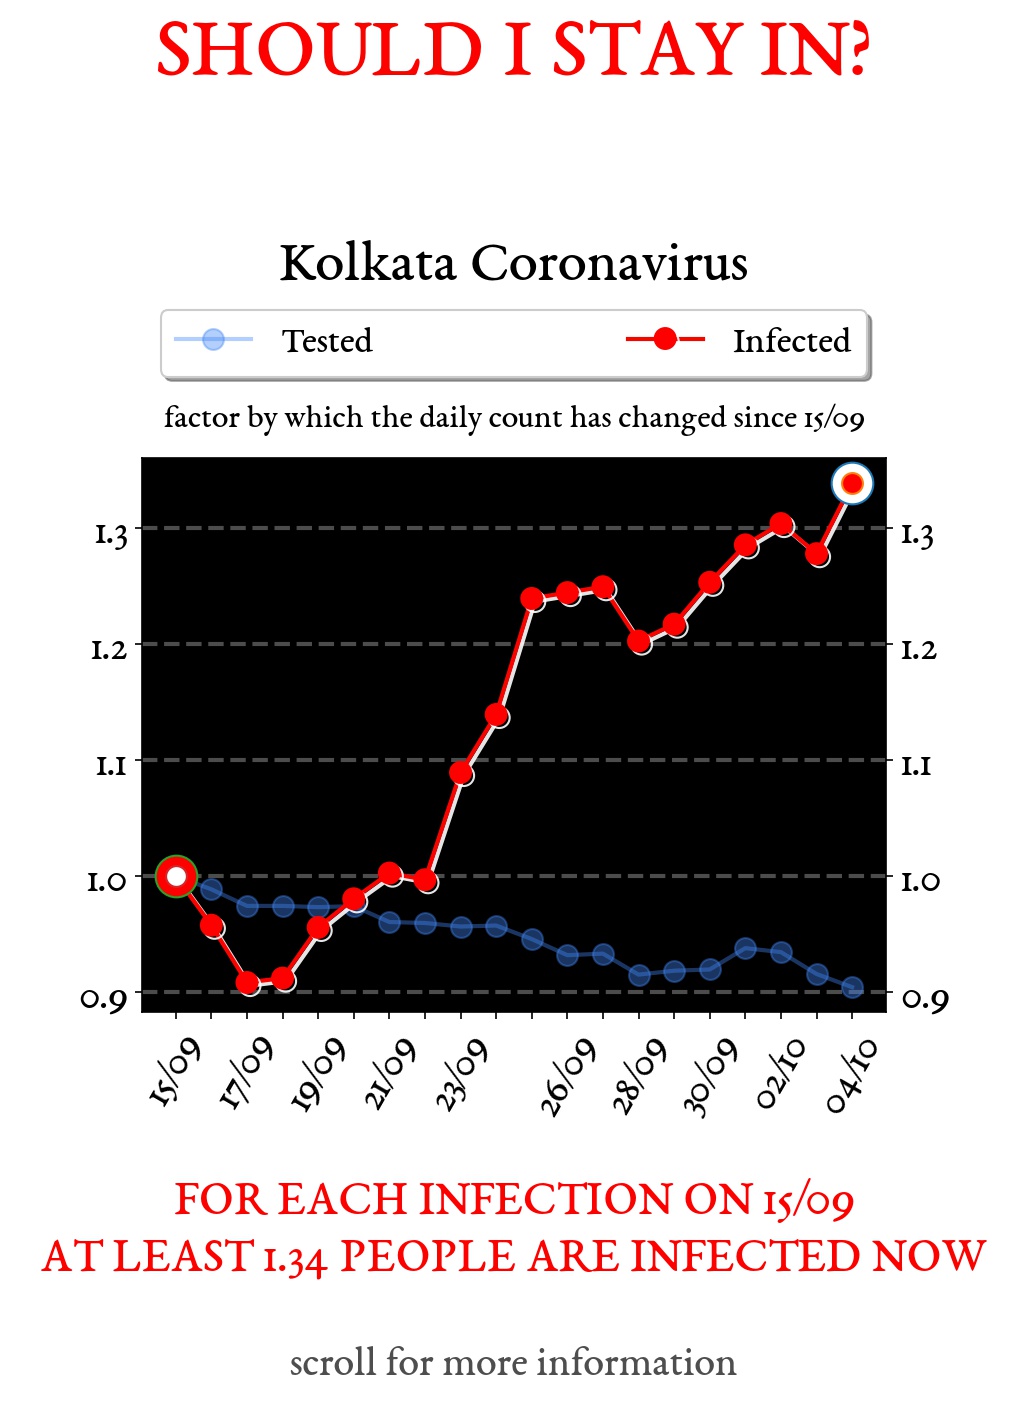 SHOULD I STAY IN?
Kolkata Coronavirus
Tested Infected
factor by which the daily count has changed since 15/09
1.3 1.3
1.2 1.2
1.1 1.1
1.0 1.0
0.9 0.9
15/09 17/09 19/09 21/09 23/09 26/09 28/09 30/09 02/10 04/10
FOR EACH INFECTION ON 15/09
AT LEAST 1.34 PEOPLE ARE INFECTED NOW
scroll for more information